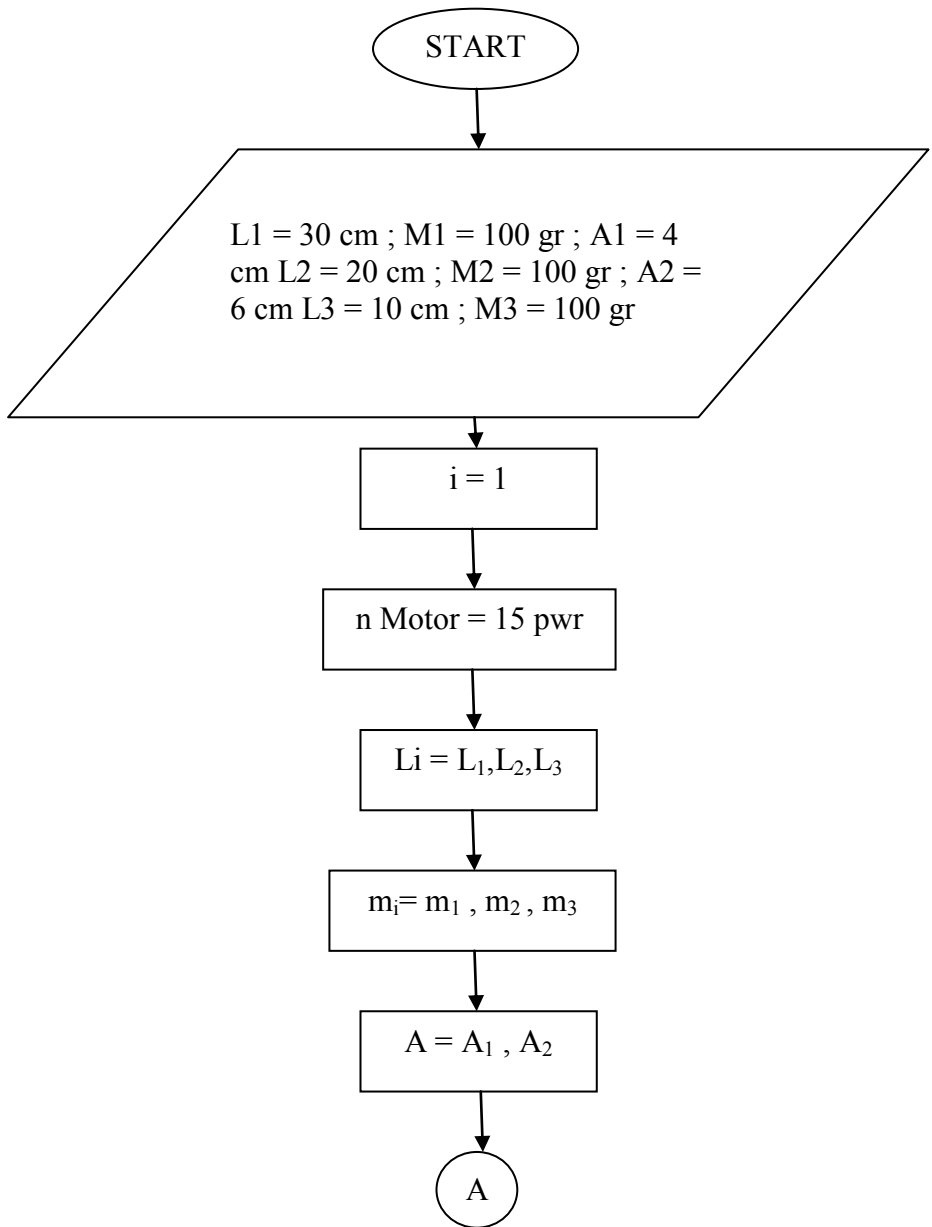 START
L1 = 30 cm ; M1 = 100 gr ; A1 = 4
cm L2 = 20 cm ; M2 = 100 gr ; A2 =
6 cm L3 = 10 cm ; M3 = 100 gr
i = 1
n Motor = 15 pwr
Li = L₁,L₂,L₃
mᵢ= m₁ , m₂ , m₃
A = A₁ , A₂
A